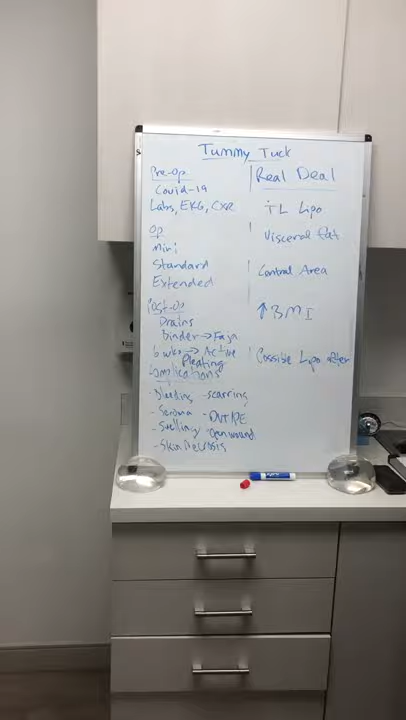 Tummy Tuck
Pre-Op
Covid-19
Labs, EKG, CXR
Op
Mini
Standard
Extended
Post-Op
Drains
binder → Faja
6 wks → Active
Pleating
Complications
- Bleeding - scarring
- Seroma - DVT/PE
- Swelling - open wound
- Skin Necrosis
Real Deal
TL Lipo
Visceral fat
Central Area
↑ BMI
Possible Lipo after